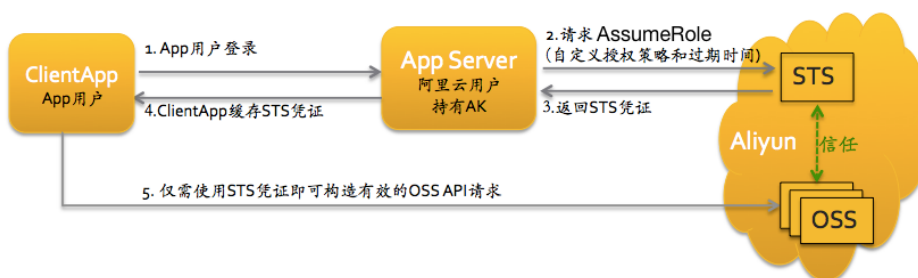 1. App用户登录
2.请求 AssumeRole
(自定义授权策略和过期时间)
ClientApp
App用户
App Server
阿里云用户
持有AK
STS
4.ClientApp缓存STS凭证
3.返回STS凭证
Aliyun
信任
5. 仅需使用STS凭证即可构造有效的OSS API请求
OSS